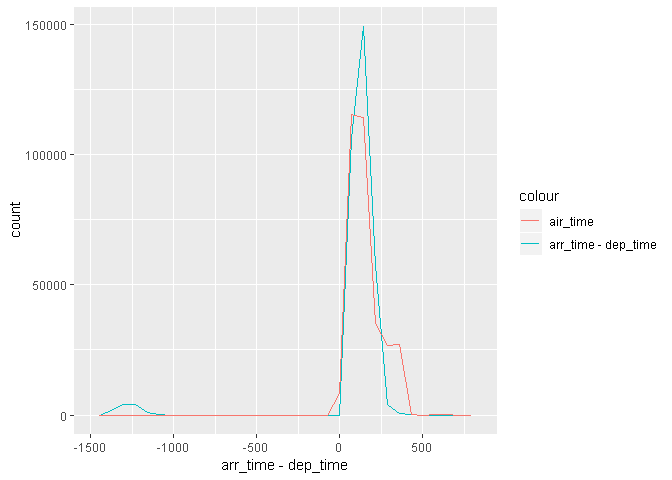 150000
100000
50000
0
count
-1500
-1000
-500
0
500
arr_time - dep_time
colour
air_time
arr_time - dep_time